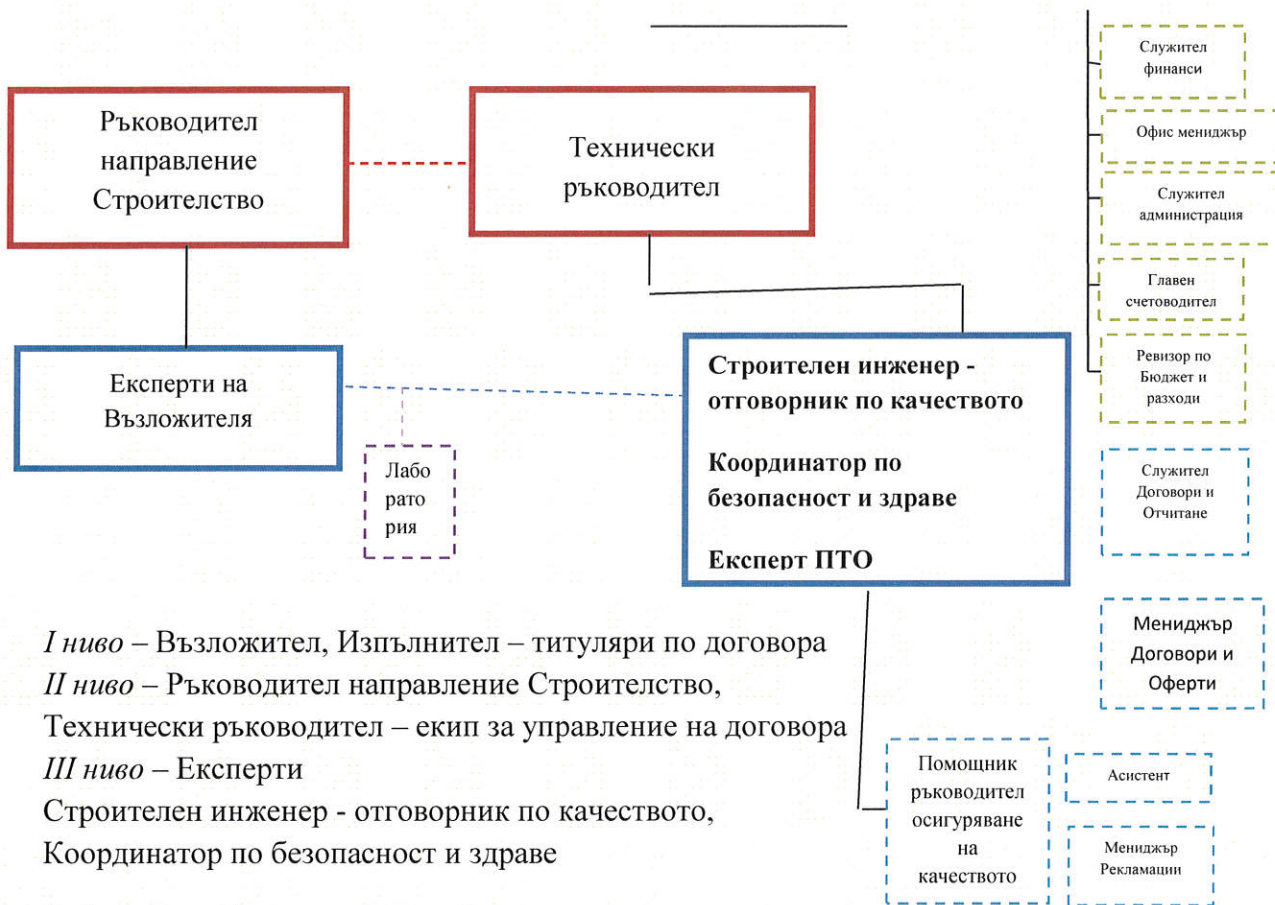 Ръководител
направление
Строителство
Технически
ръководител
Служител
финанси
Офис мениджър
Служител
администрация
Главен
счетоводител
Ревизор по
Бюджет и
разходи
Експерти на
Възложителя
Лабо
рато
рия
Строителен инженер -
отговорник по качеството
Координатор по
безопасност и здраве
Експерт ПТО
Служител
Договори и
Отчитане
Мениджър
Договори и
Оферти
I ниво – Възложител, Изпълнител – титуляри по договора
II ниво – Ръководител направление Строителство,
Технически ръководител – екип за управление на договора
III ниво – Експерти
Строителен инженер - отговорник по качеството,
Координатор по безопасност и здраве
Помощник
ръководител
осигуряване
на
качеството
Асистент
Мениджър
Рекламации